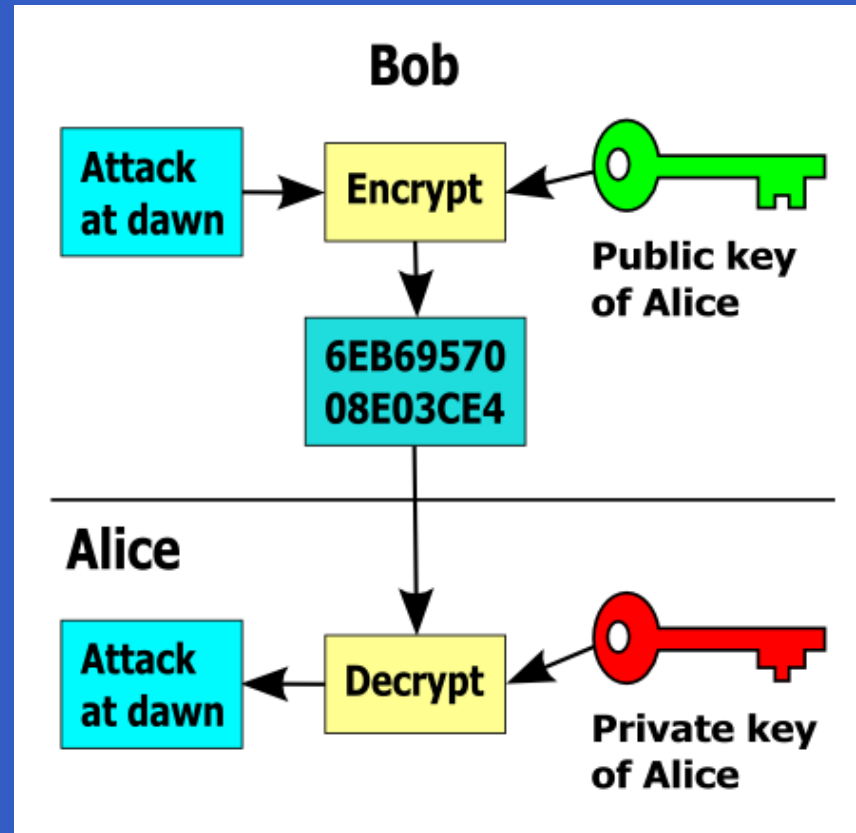 Bob
Attack
at dawn
Encrypt
Public key
of Alice
6EB69570
08E03CE4
Alice
Attack
at dawn
Decrypt
Private key
of Alice